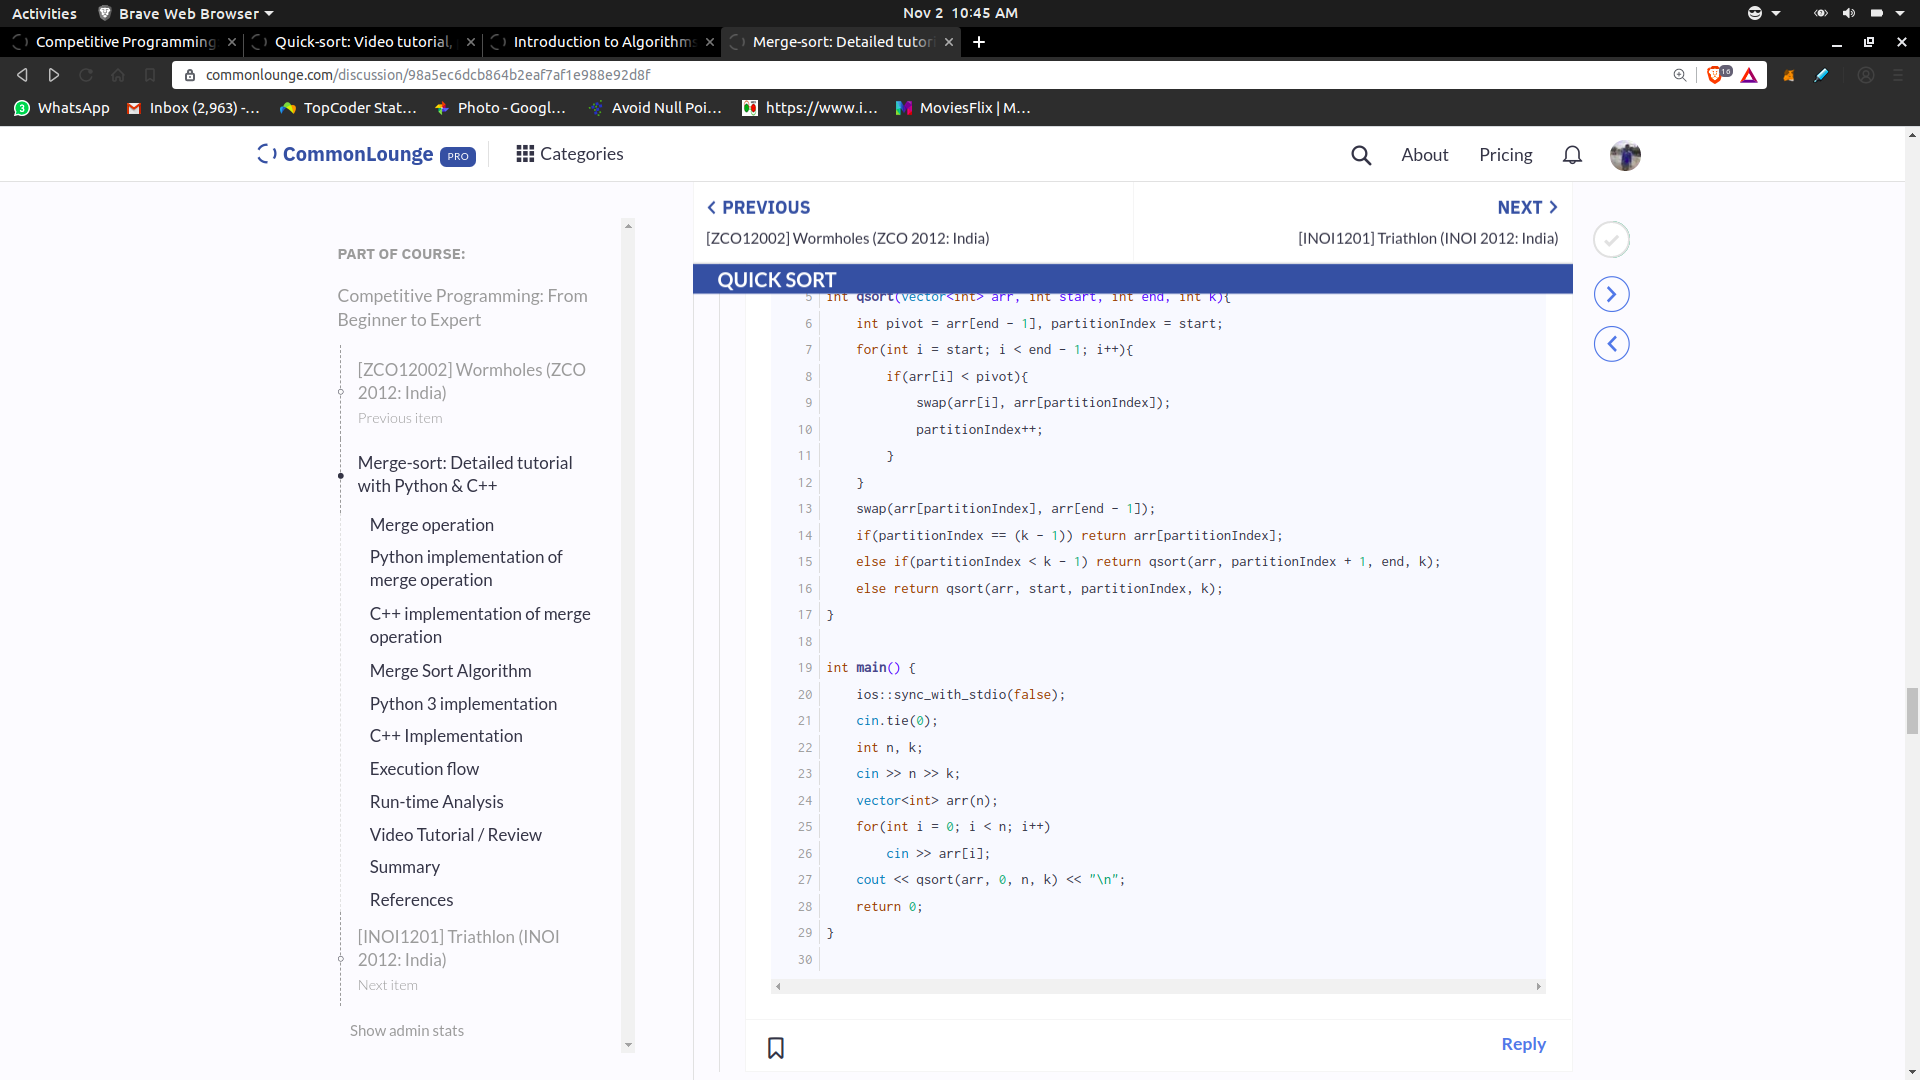 Activities
Brave Web Browser
Nov 2 10:45 AM
Competitive Programming
Quick-sort: Video tutorial,
Introduction to Algorithms
Merge-sort: Detailed tutori
commonlounge.com/discussion/98a5ec6dcb864b2eaf7af1e988e92d8f
16
3 WhatsApp
Inbox (2,963) -...
TopCoder Stat...
Photo - Googl...
Avoid Null Poi...
https://www.i...
MoviesFlix | M...
CommonLounge PRO
Categories
About
Pricing
PART OF COURSE:
Competitive Programming: From
Beginner to Expert
[ZCO12002] Wormholes (ZCO
2012: India)
Previous item
Merge-sort: Detailed tutorial
with Python & C++
Merge operation
Python implementation of
merge operation
C++ implementation of merge
operation
Merge Sort Algorithm
Python 3 implementation
C++ Implementation
Execution flow
Run-time Analysis
Video Tutorial / Review
Summary
References
[INOI1201] Triathlon (INOI
2012: India)
Next item
Show admin stats
PREVIOUS
[ZCO12002] Wormholes (ZCO 2012: India)
NEXT
[INOI1201] Triathlon (INOI 2012: India)
QUICK SORT
5 int qsort(vector<int> arr, int start, int end, int k){
6 int pivot = arr[end - 1], partitionIndex = start;
7 for(int i = start; i < end - 1; i++){
8 if(arr[i] < pivot){
9 swap(arr[i], arr[partitionIndex]);
10 partitionIndex++;
11 }
12 }
13 swap(arr[partitionIndex], arr[end - 1]);
14 if(partitionIndex == (k - 1)) return arr[partitionIndex];
15 else if(partitionIndex < k - 1) return qsort(arr, partitionIndex + 1, end, k);
16 else return qsort(arr, start, partitionIndex, k);
17 }
18
19 int main() {
20 ios::sync_with_stdio(false);
21 cin.tie(0);
22 int n, k;
23 cin >> n >> k;
24 vector<int> arr(n);
25 for(int i = 0; i < n; i++)
26 cin >> arr[i];
27 cout << qsort(arr, 0, n, k) << "\n";
28 return 0;
29 }
30
Reply